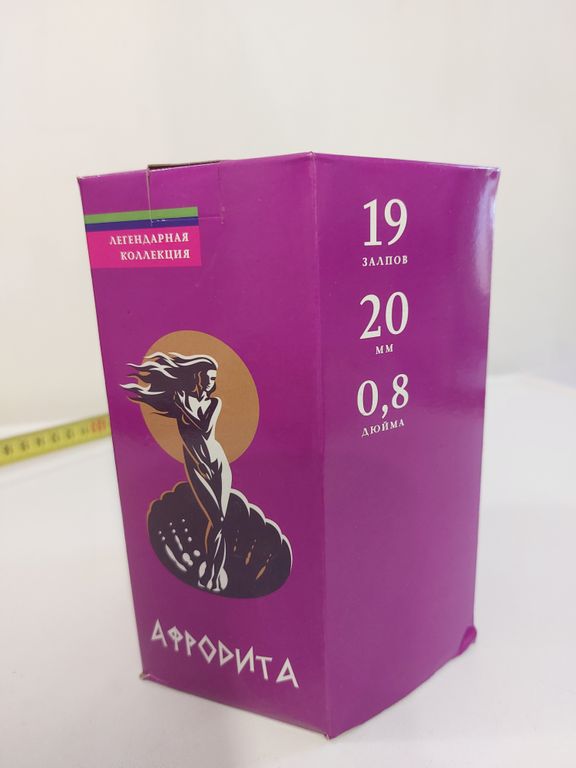 ЛЕГЕНДАРНАЯ
КОЛЛЕКЦИЯ
АФРОДИТА
19
ЗАЛПОВ
20
ММ
0,8
ДЮЙМА